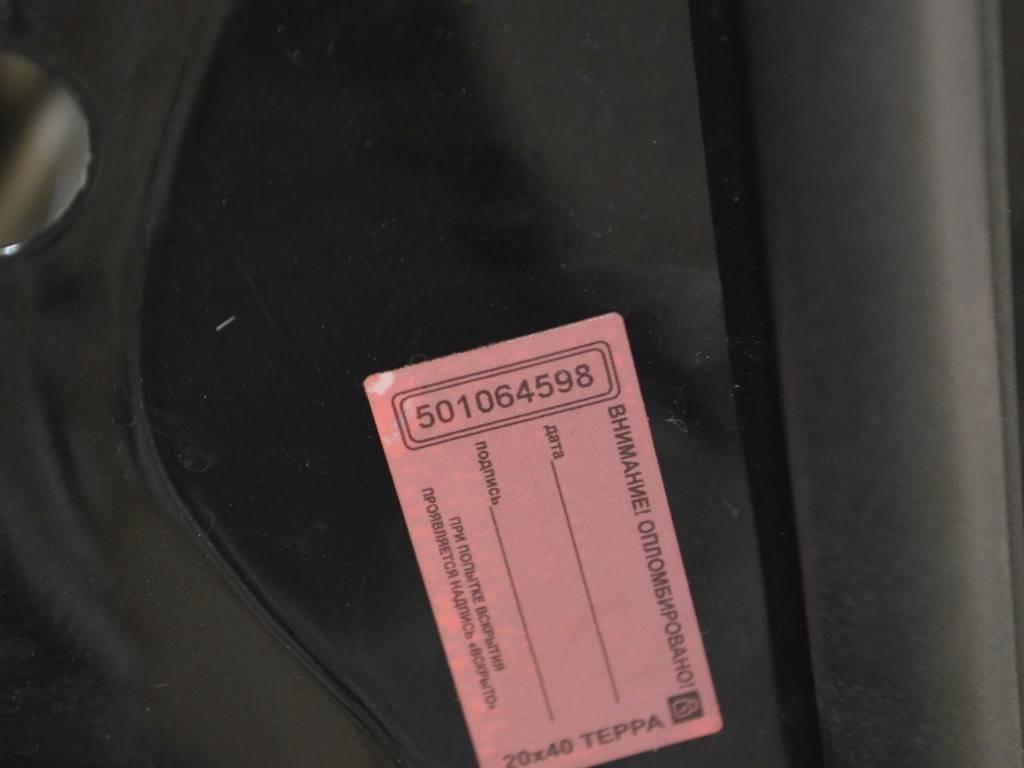 501064598
ВНИМАНИЕ! ОПЛОМБИРОВАНО!
дата
подпись
ПРИ ПОПЫТКЕ ВСКРЫТИЯ
ПРОЯВЛЯЕТСЯ НАДПИСЬ «ВСКРЫТО»
20x40 ТЕРРА